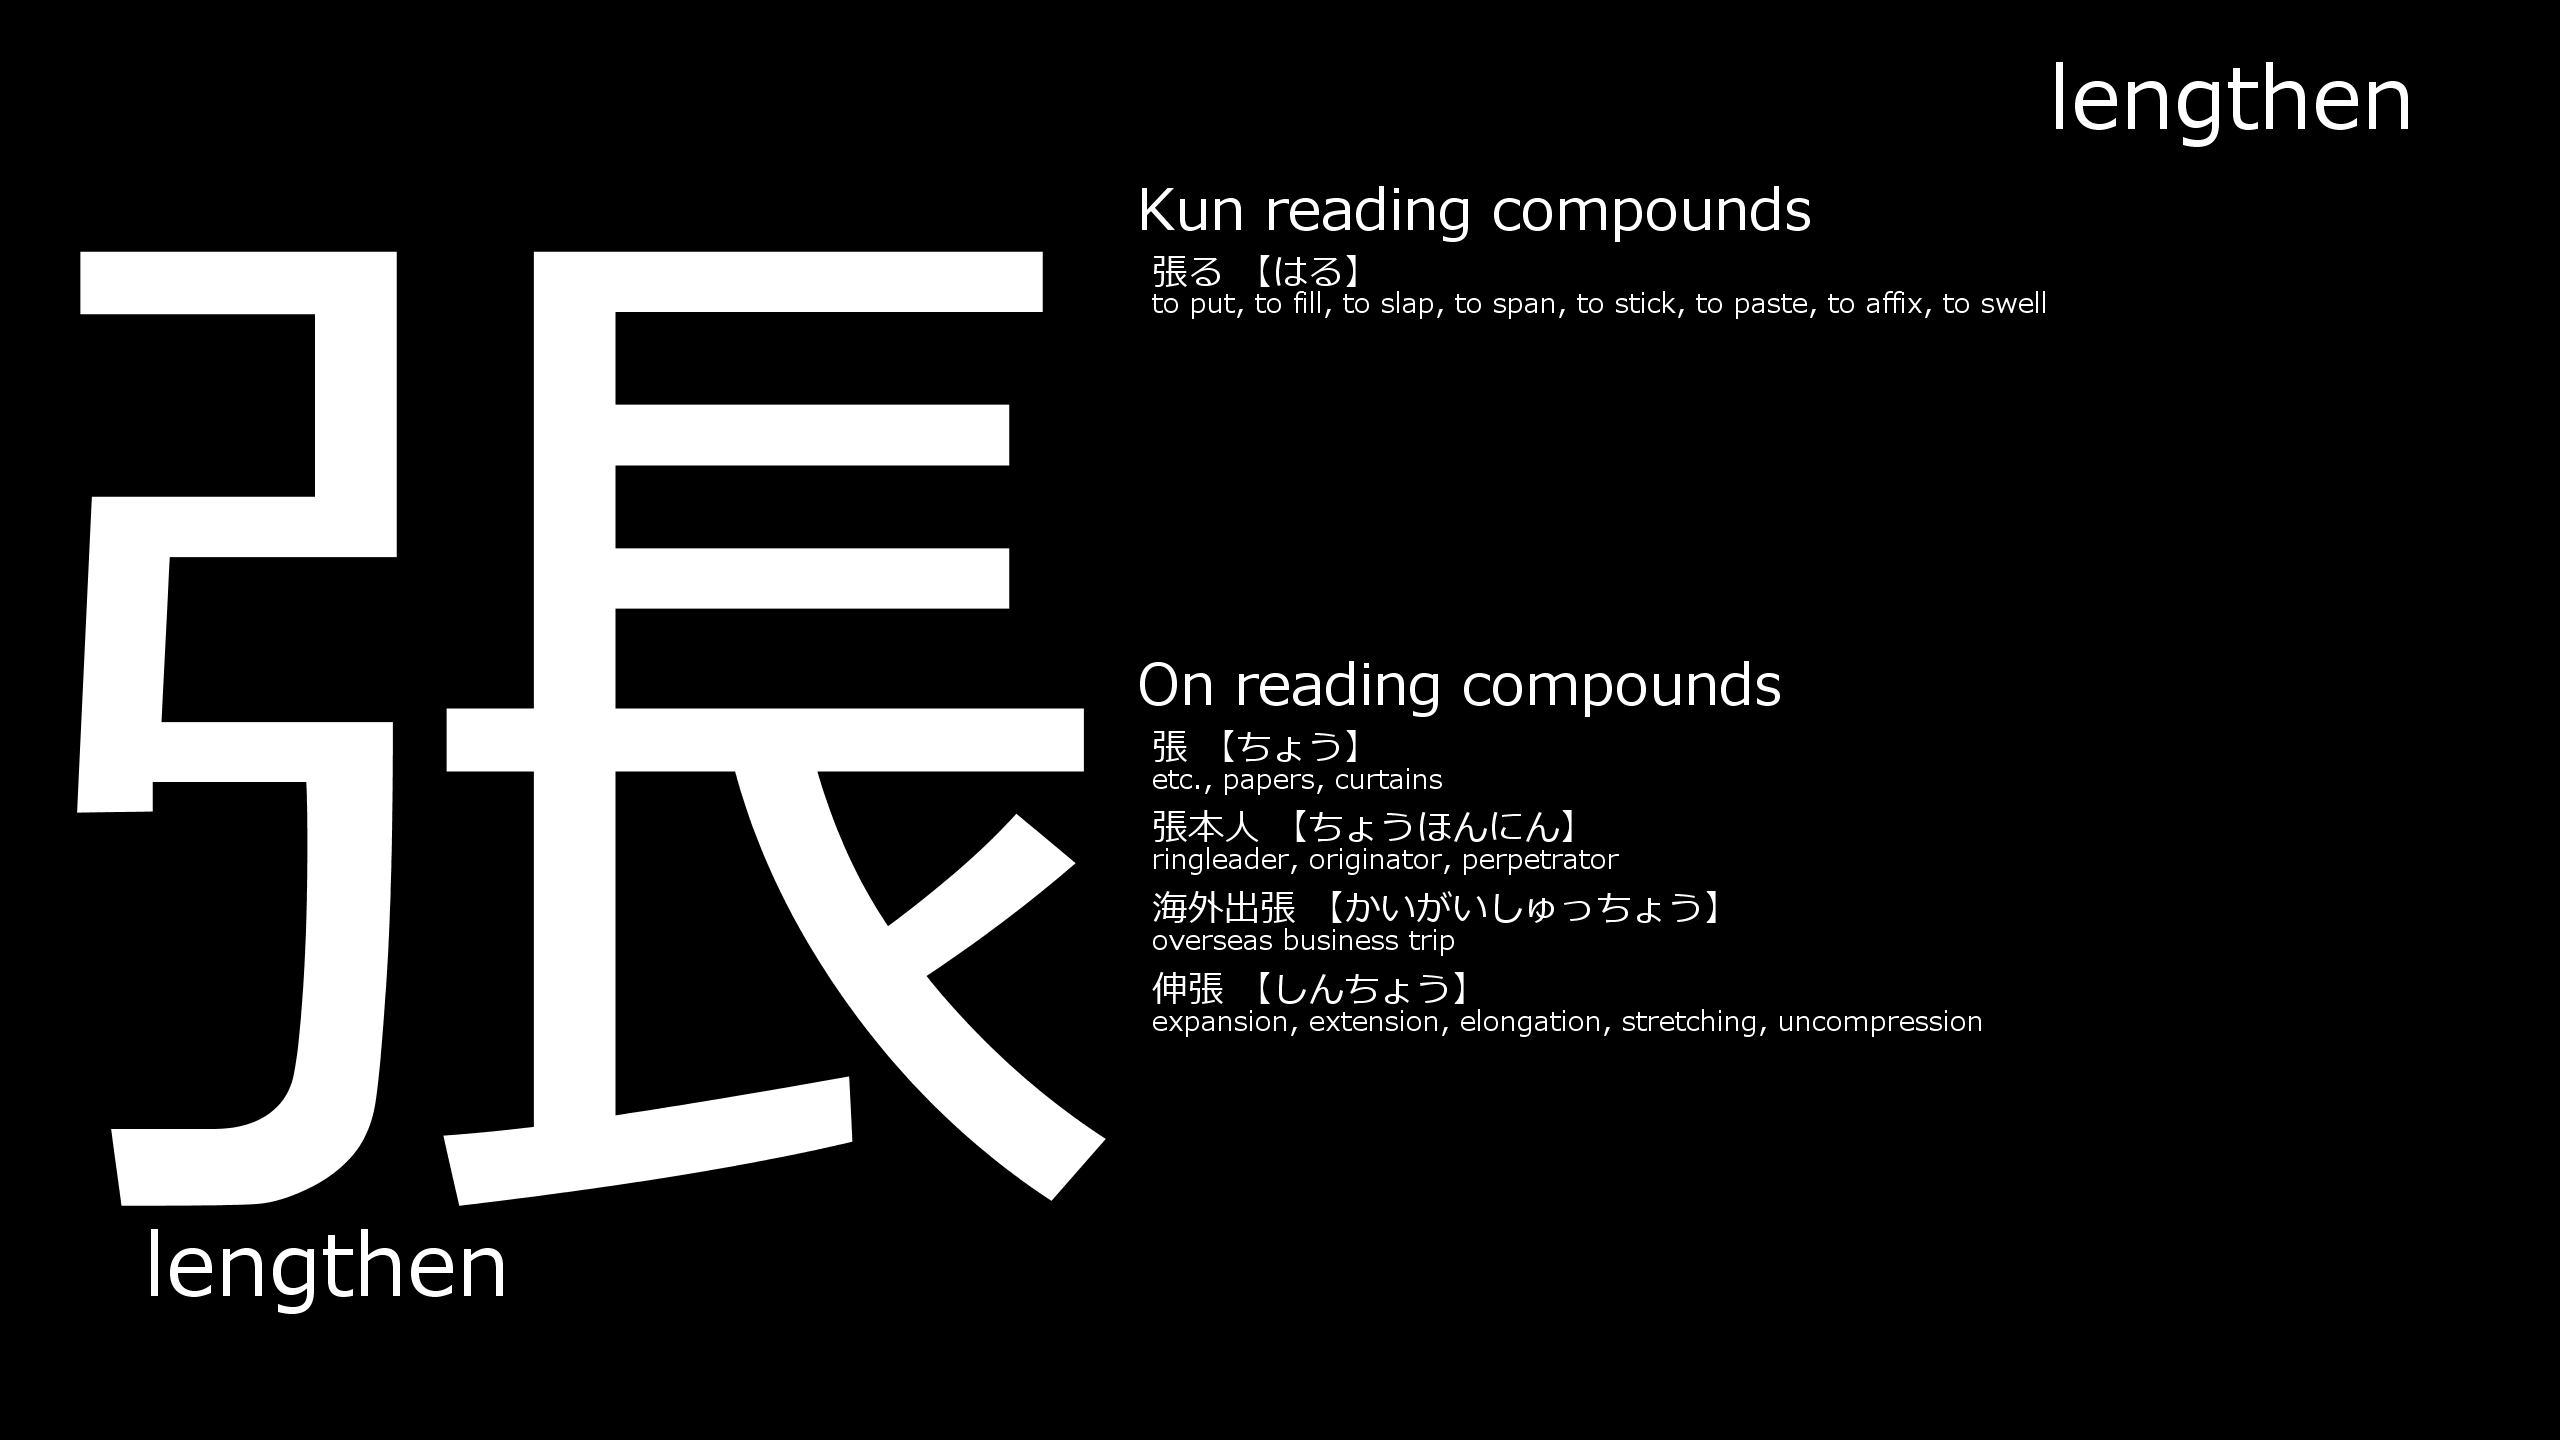 lengthen
張
Kun reading compounds
張る 【はる】
to put, to fill, to slap, to span, to stick, to paste, to affix, to swell
On reading compounds
張 【ちょう】
etc., papers, curtains
張本人 【ちょうほんにん】
ringleader, originator, perpetrator
海外出張 【かいがいしゅっちょう】
overseas business trip
伸張 【しんちょう】
expansion, extension, elongation, stretching, uncompression
lengthen